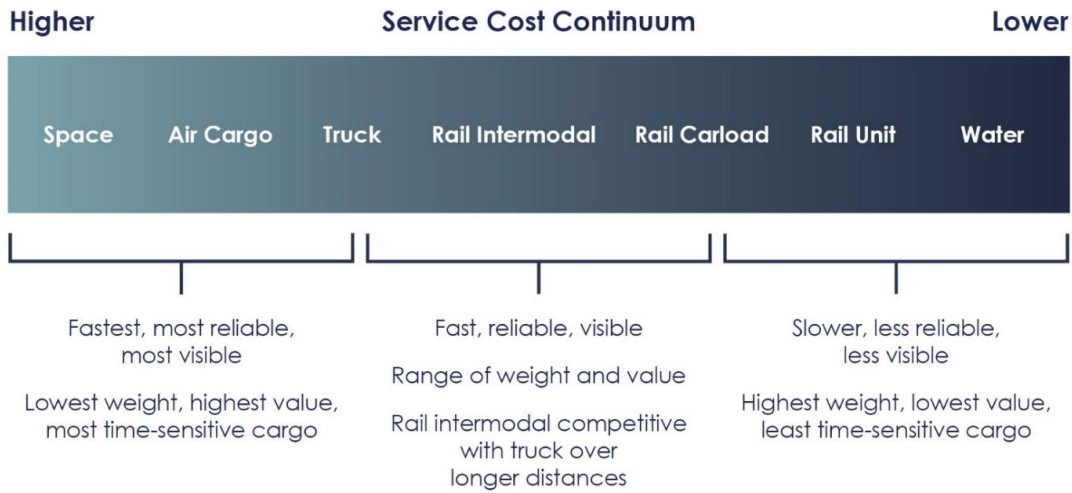 Higher Service Cost Continuum Lower
Space Air Cargo Truck Rail Intermodal Rail Carload Rail Unit Water
Fastest, most reliable,
most visible
Lowest weight, highest value,
most time-sensitive cargo
Fast, reliable, visible
Range of weight and value
Rail intermodal competitive
with truck over
longer distances
Slower, less reliable,
less visible
Highest weight, lowest value,
least time-sensitive cargo